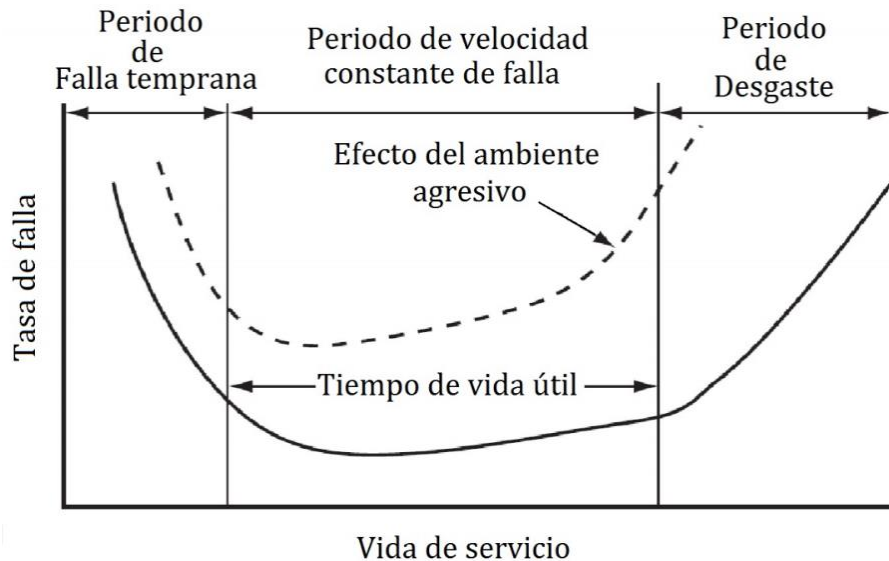 Periodo
de
Falla temprana
Periodo de velocidad
constante de falla
Periodo
de
Desgaste
Efecto del ambiente
agresivo
Tasa de falla
Tiempo de vida útil
Vida de servicio